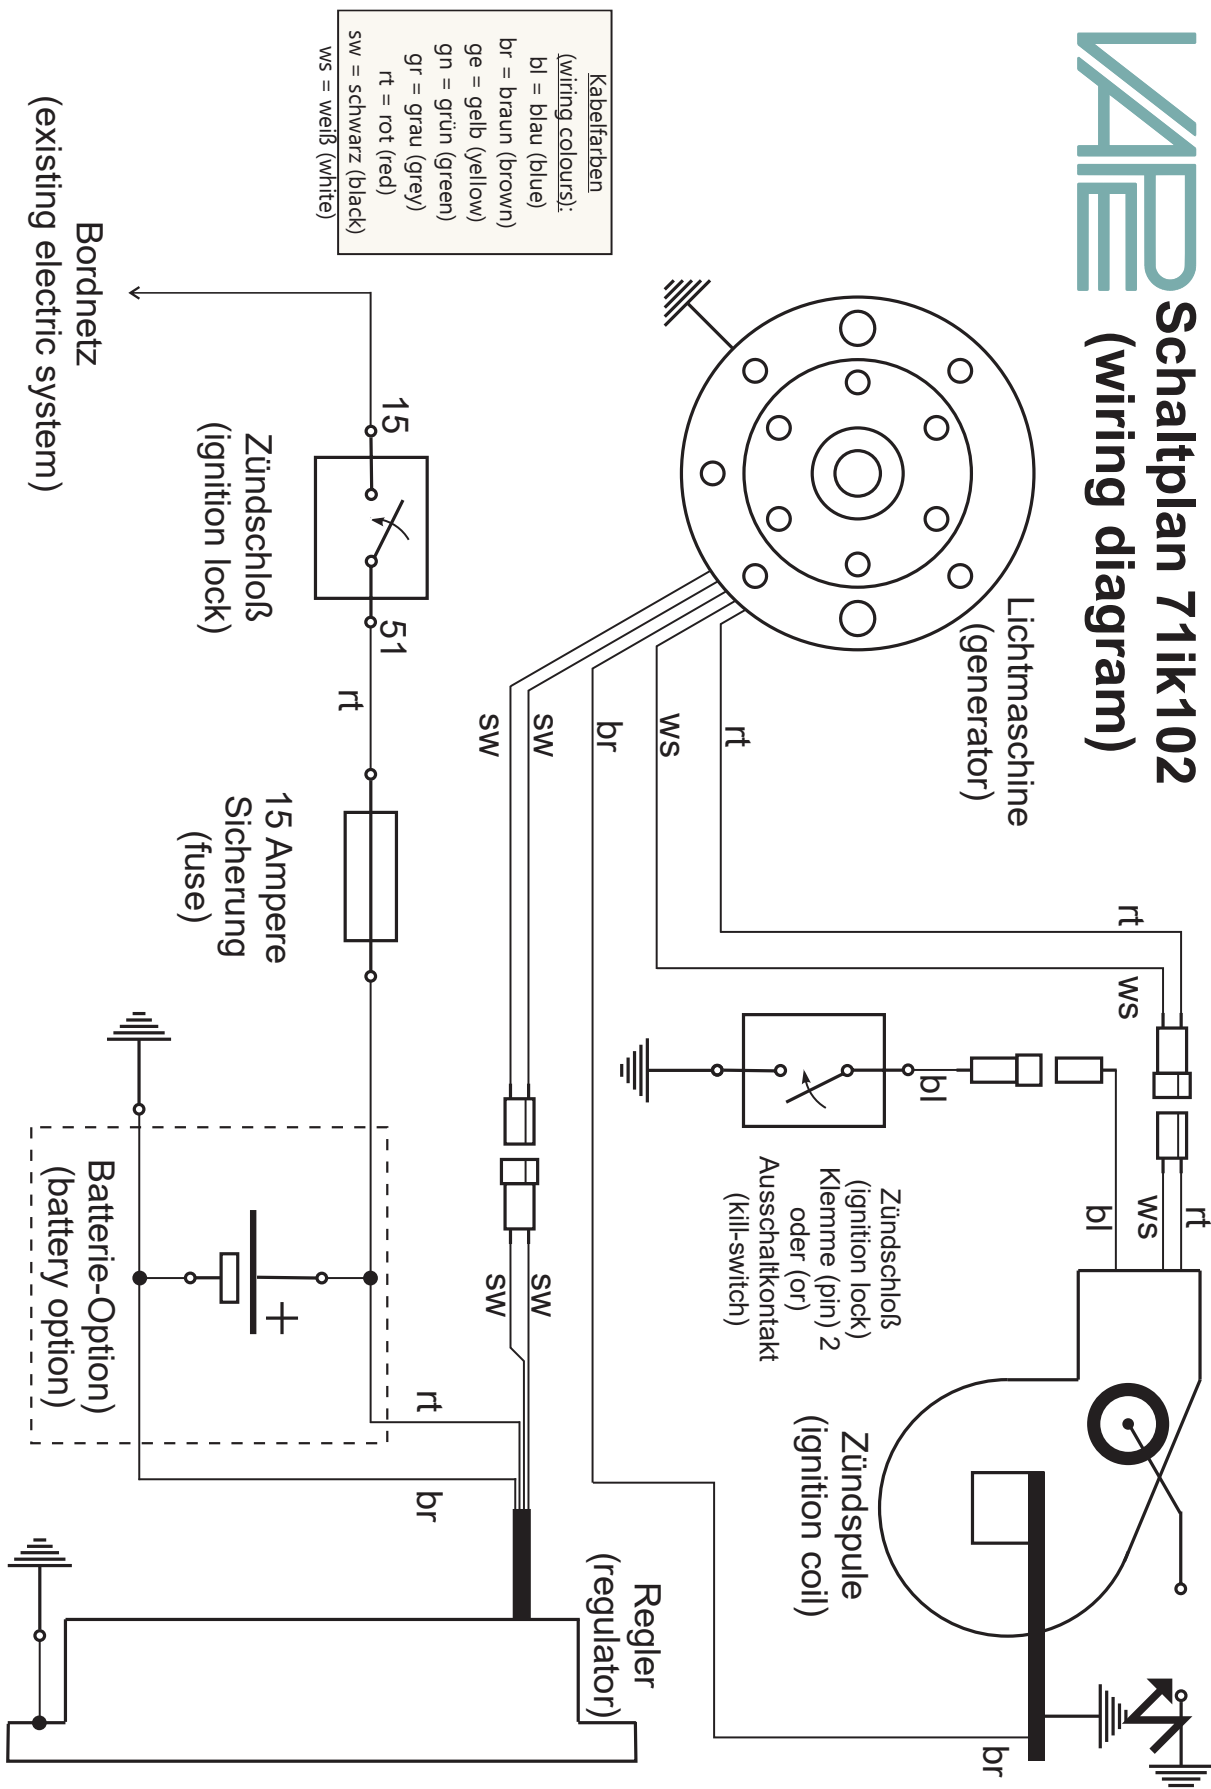 VAPE
Schaltplan 71ik102
(wiring diagram)
Kabelfarben
(wiring colours):
bl = blau (blue)
br = braun (brown)
ge = gelb (yellow)
gn = grün (green)
gr = grau (grey)
rt = rot (red)
sw = schwarz (black)
ws = weiß (white)
Lichtmaschine
(generator)
rt
ws
br
sw
sw
rt
ws
rt
ws
bl
bl
Zündschloß
(ignition lock)
Klemme (pin) 2
oder (or)
Ausschaltkontakt
(kill-switch)
Zündspule
(ignition coil)
br
sw
sw
rt
br
Regler
(regulator)
15
51
Zündschloß
(ignition lock)
rt
15 Ampere
Sicherung
(fuse)
+
Batterie-Option)
(battery option)
Bordnetz
(existing electric system)